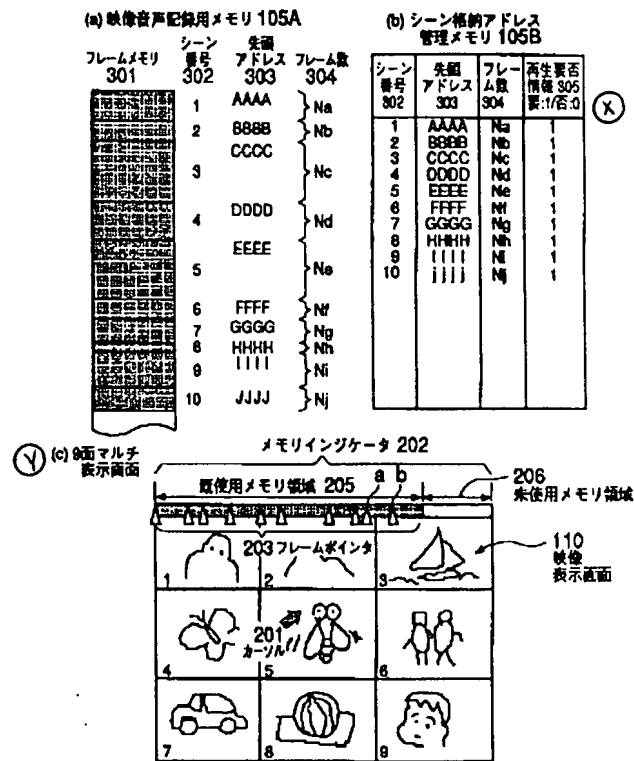 (a) 映像音声記録用メモリ 105A
フレームメモリ 301
シーン番号 302
先頭アドレス 303
フレーム数 304
1 AAAA Na
2 BBBB Nb
3 CCCC Nc
4 DDDD Nd
5 EEEE Ne
6 FFFF Nf
7 GGGG Ng
8 HHHH Nh
9 IIII Ni
10 JJJJ Nj
(b) シーン格納アドレス
管理メモリ 105B
シーン番号 302
先頭アドレス 303
フレーム数 304
再生要否情報 305 要:1/否:0
X
1 AAAA Na 1
2 BBBB Nb 1
3 CCCC Nc 1
4 DDDD Nd 1
5 EEEE Ne 1
6 FFFF Nf 1
7 GGGG Ng 1
8 HHHH Nh 1
9 IIII Ni 1
10 jjjj Nj 1
Y
(c) 9面マルチ
表示画面
メモリインジケータ 202
既使用メモリ領域 205
a b
206
未使用メモリ領域
203 フレームポインタ
110
映像
表示画面
1 2 3
201
カーソル
4 5 6
7 8 9